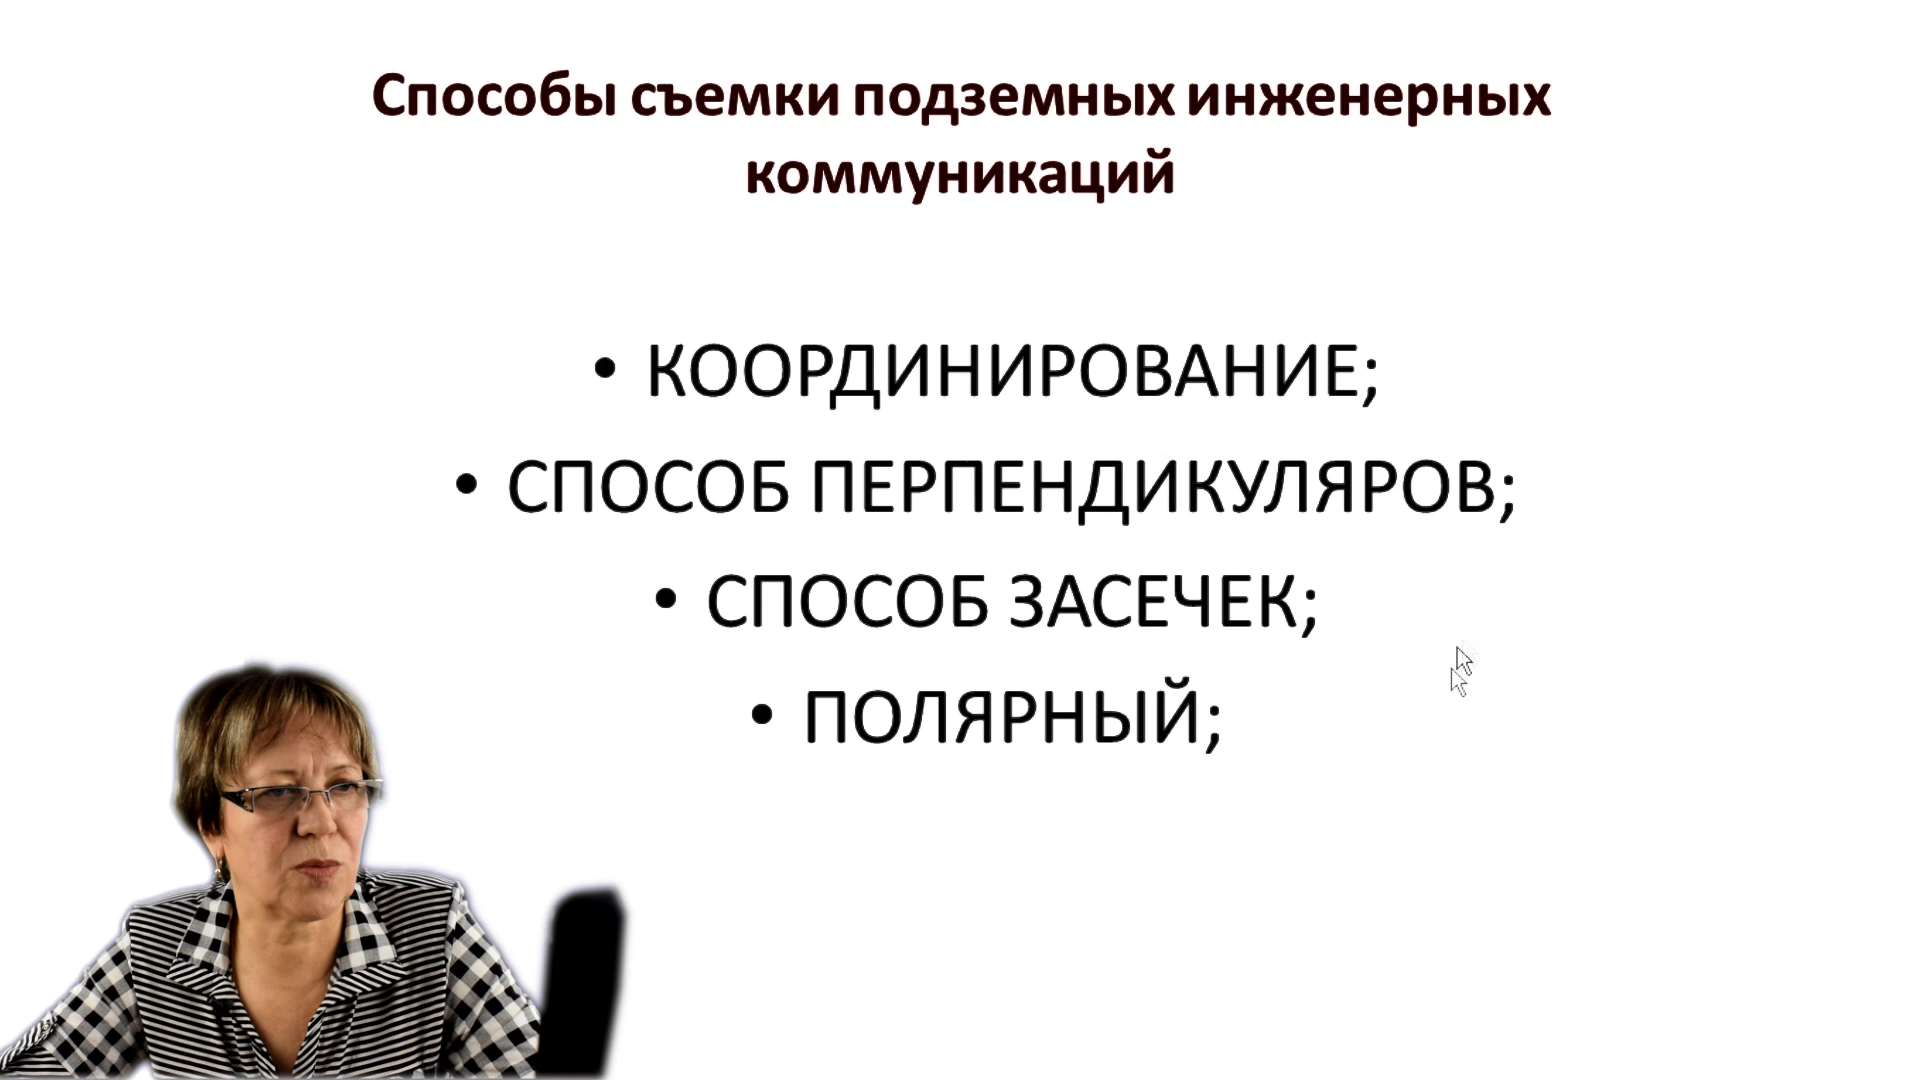 Способы съемки подземных инженерных
коммуникаций
• КООРДИНИРОВАНИЕ;
• СПОСОБ ПЕРПЕНДИКУЛЯРОВ;
• СПОСОБ ЗАСЕЧЕК;
• ПОЛЯРНЫЙ;